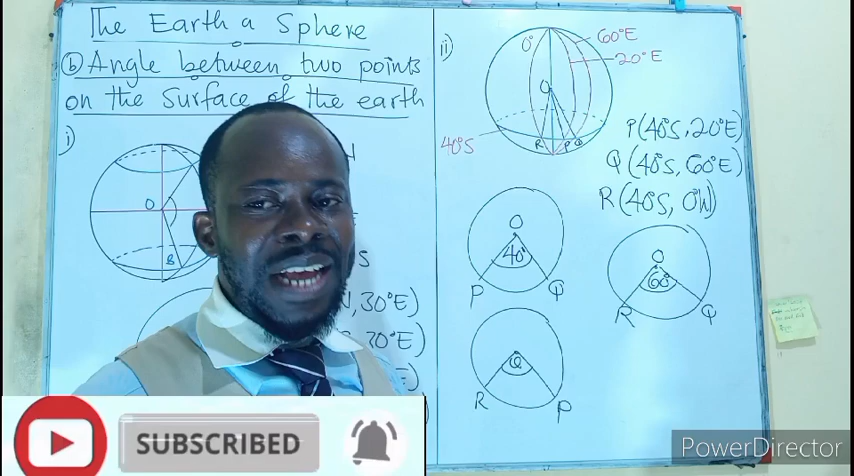 The Earth a Sphere
(b) Angle between two points
on the surface of the earth
i)
O
B
N
S
,30°E)
,30°E)
E)
ii)
0°
60°E
20°E
O
40°S
R P Q
P(40°S, 20°E)
Q(40°S, 60°E)
R(40°S, 0°W)
O
40°
P Q
O
60°
R Q
R P
SUBSCRIBED
PowerDirector